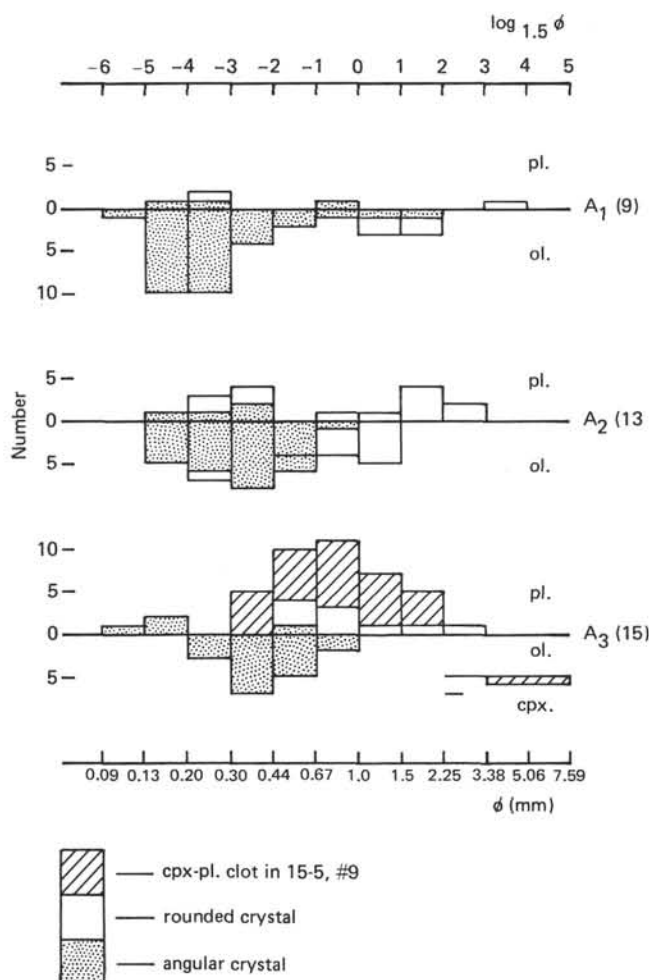 log 1.5 ϕ
-6 -5 -4 -3 -2 -1 0 1 3 5
5
pl.
0
A1 (9)
5
ol.
10
Number
5
pl.
0
A2 (13
5
ol.
10
5
pl.
0
A3 (15)
ol.
5
cpx.
0.09 0.13 0.20 0.30 0.44 0.67 1.0 1.5 2.25 3.38 5.06 7.59
ϕ (mm)
cpx-pl. clot in 15-5, #9
rounded crystal
angular crystal